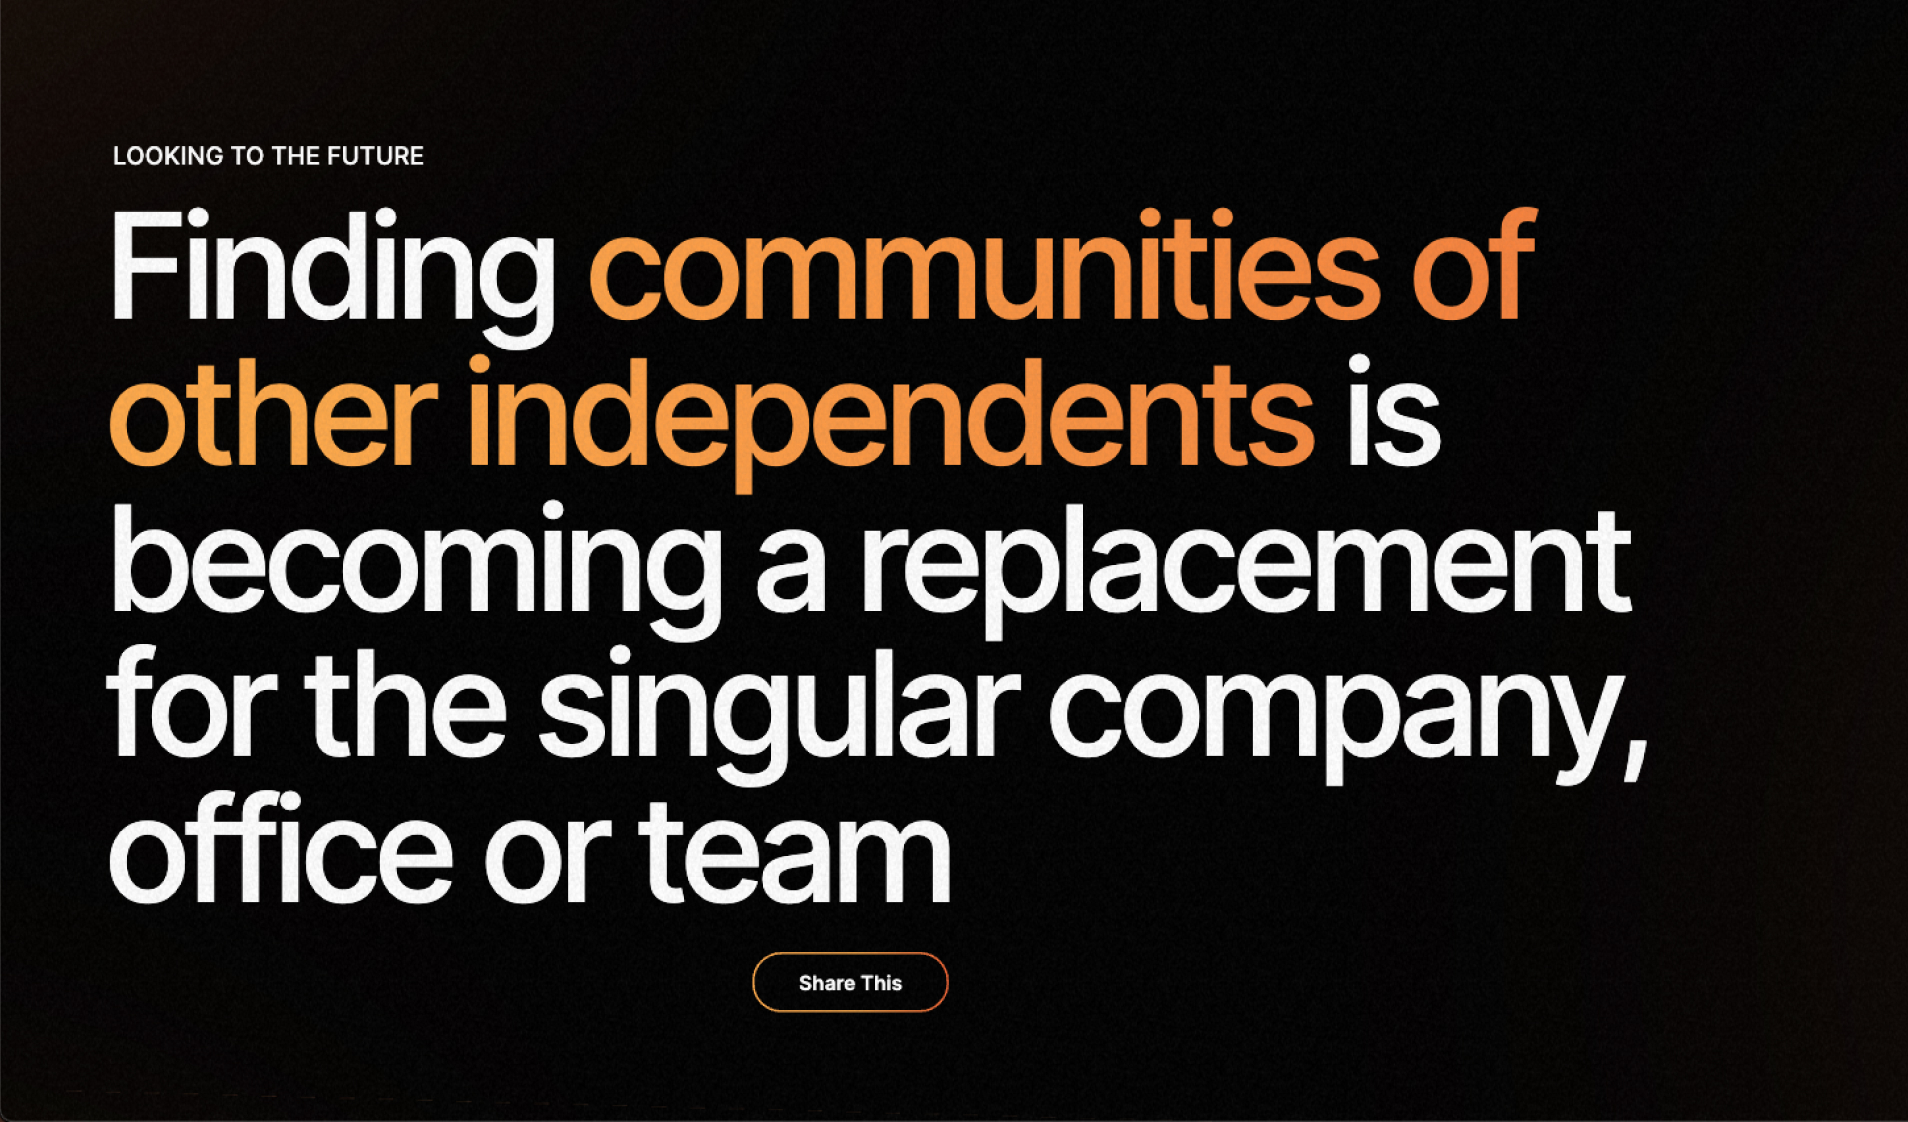 LOOKING TO THE FUTURE
Finding communities of
other independents is
becoming a replacement
for the singular company,
office or team
Share This